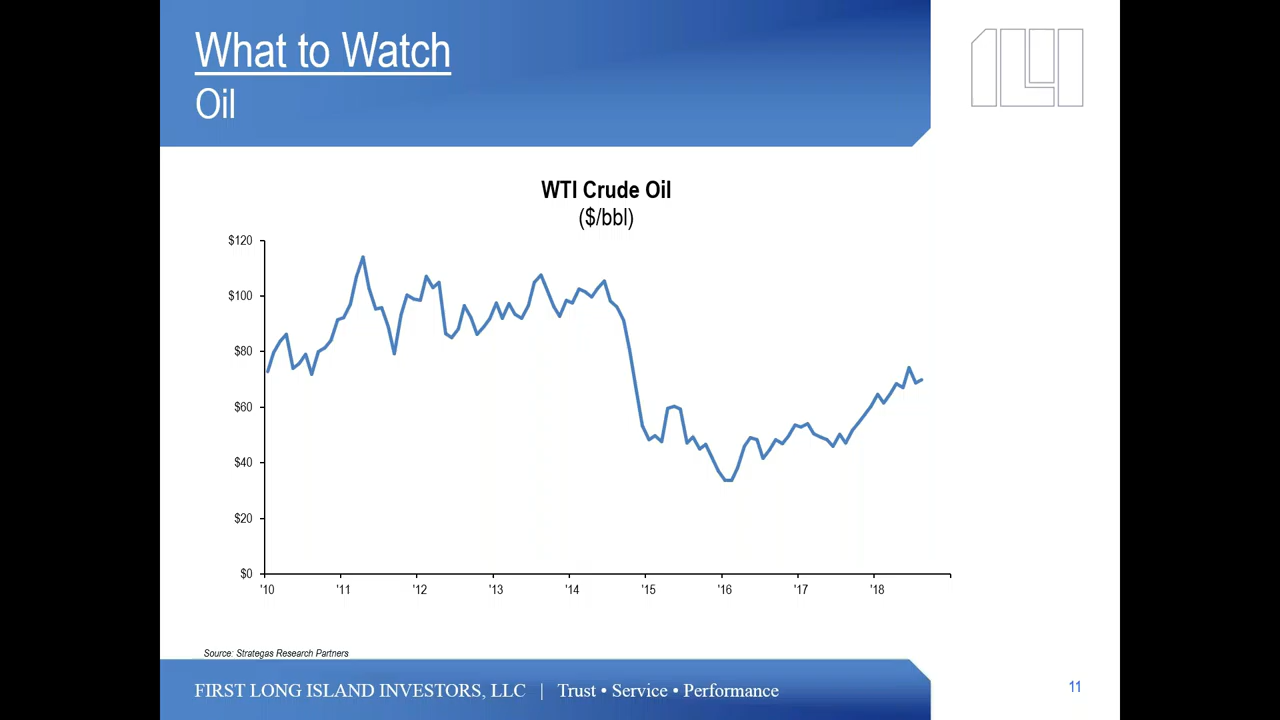 What to Watch
Oil
WTI Crude Oil
($/bbl)
$120
$100
$80
$60
$40
$20
$0
'10 '11 '12 '13 '14 '15 '16 '17 '18
Source: Strategas Research Partners
FIRST LONG ISLAND INVESTORS, LLC | Trust • Service • Performance
11